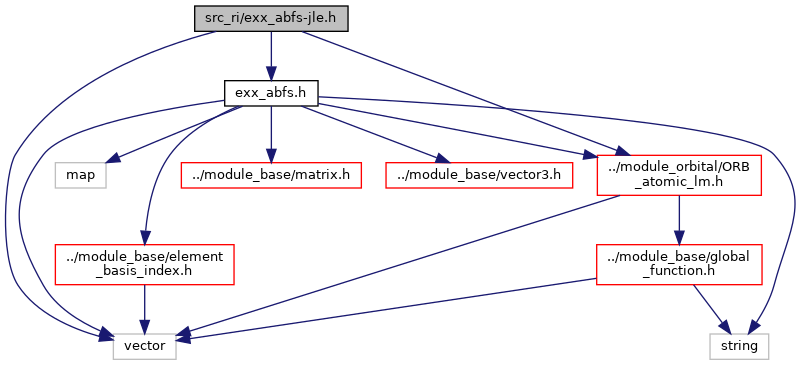 src_ri/exx_abfs-jle.h
exx_abfs.h
map
../module_base/matrix.h
../module_base/vector3.h
../module_orbital/ORB
_atomic_lm.h
../module_base/element
_basis_index.h
../module_base/global
_function.h
vector
string